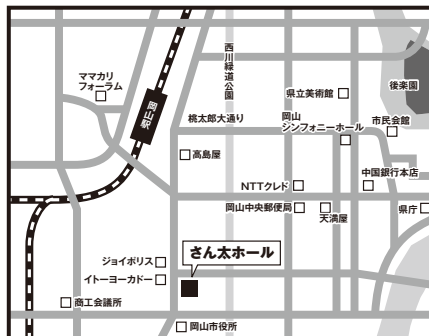 西川緑道公園
ママカリ
フォーラム
岡山駅
県立美術館
後楽園
桃太郎大通り
岡山
シンフォニーホール
市民会館
高島屋
NTTクレド
中国銀行本店
岡山中央郵便局
天満屋
県庁
さん太ホール
ジョイポリス
イトーヨーカドー
商工会議所
岡山市役所